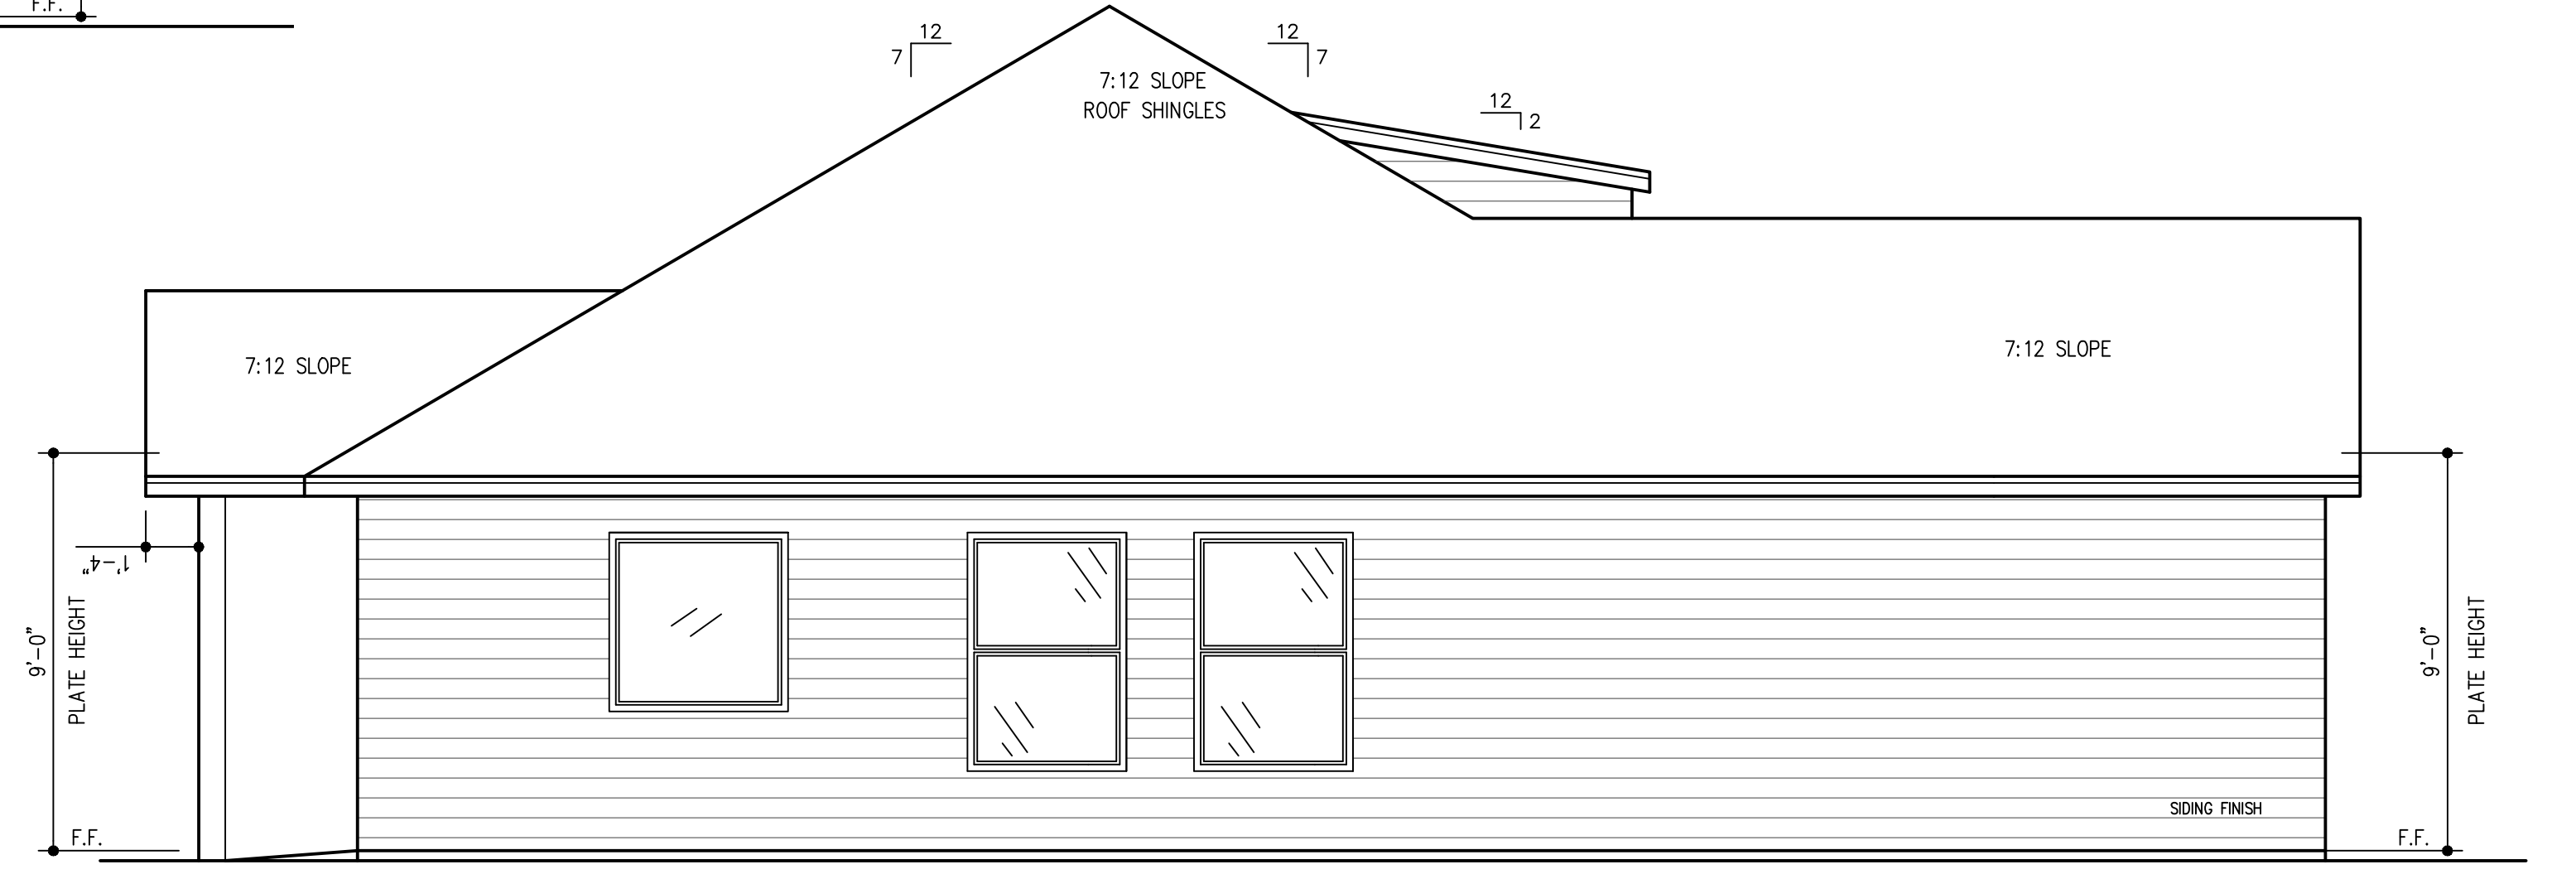 F.F.
12
7
12
7
7:12 SLOPE
ROOF SHINGLES
12
2
7:12 SLOPE
7:12 SLOPE
1'-4"
9'-0"
PLATE HEIGHT
9'-0"
PLATE HEIGHT
SIDING FINISH
F.F.
F.F.